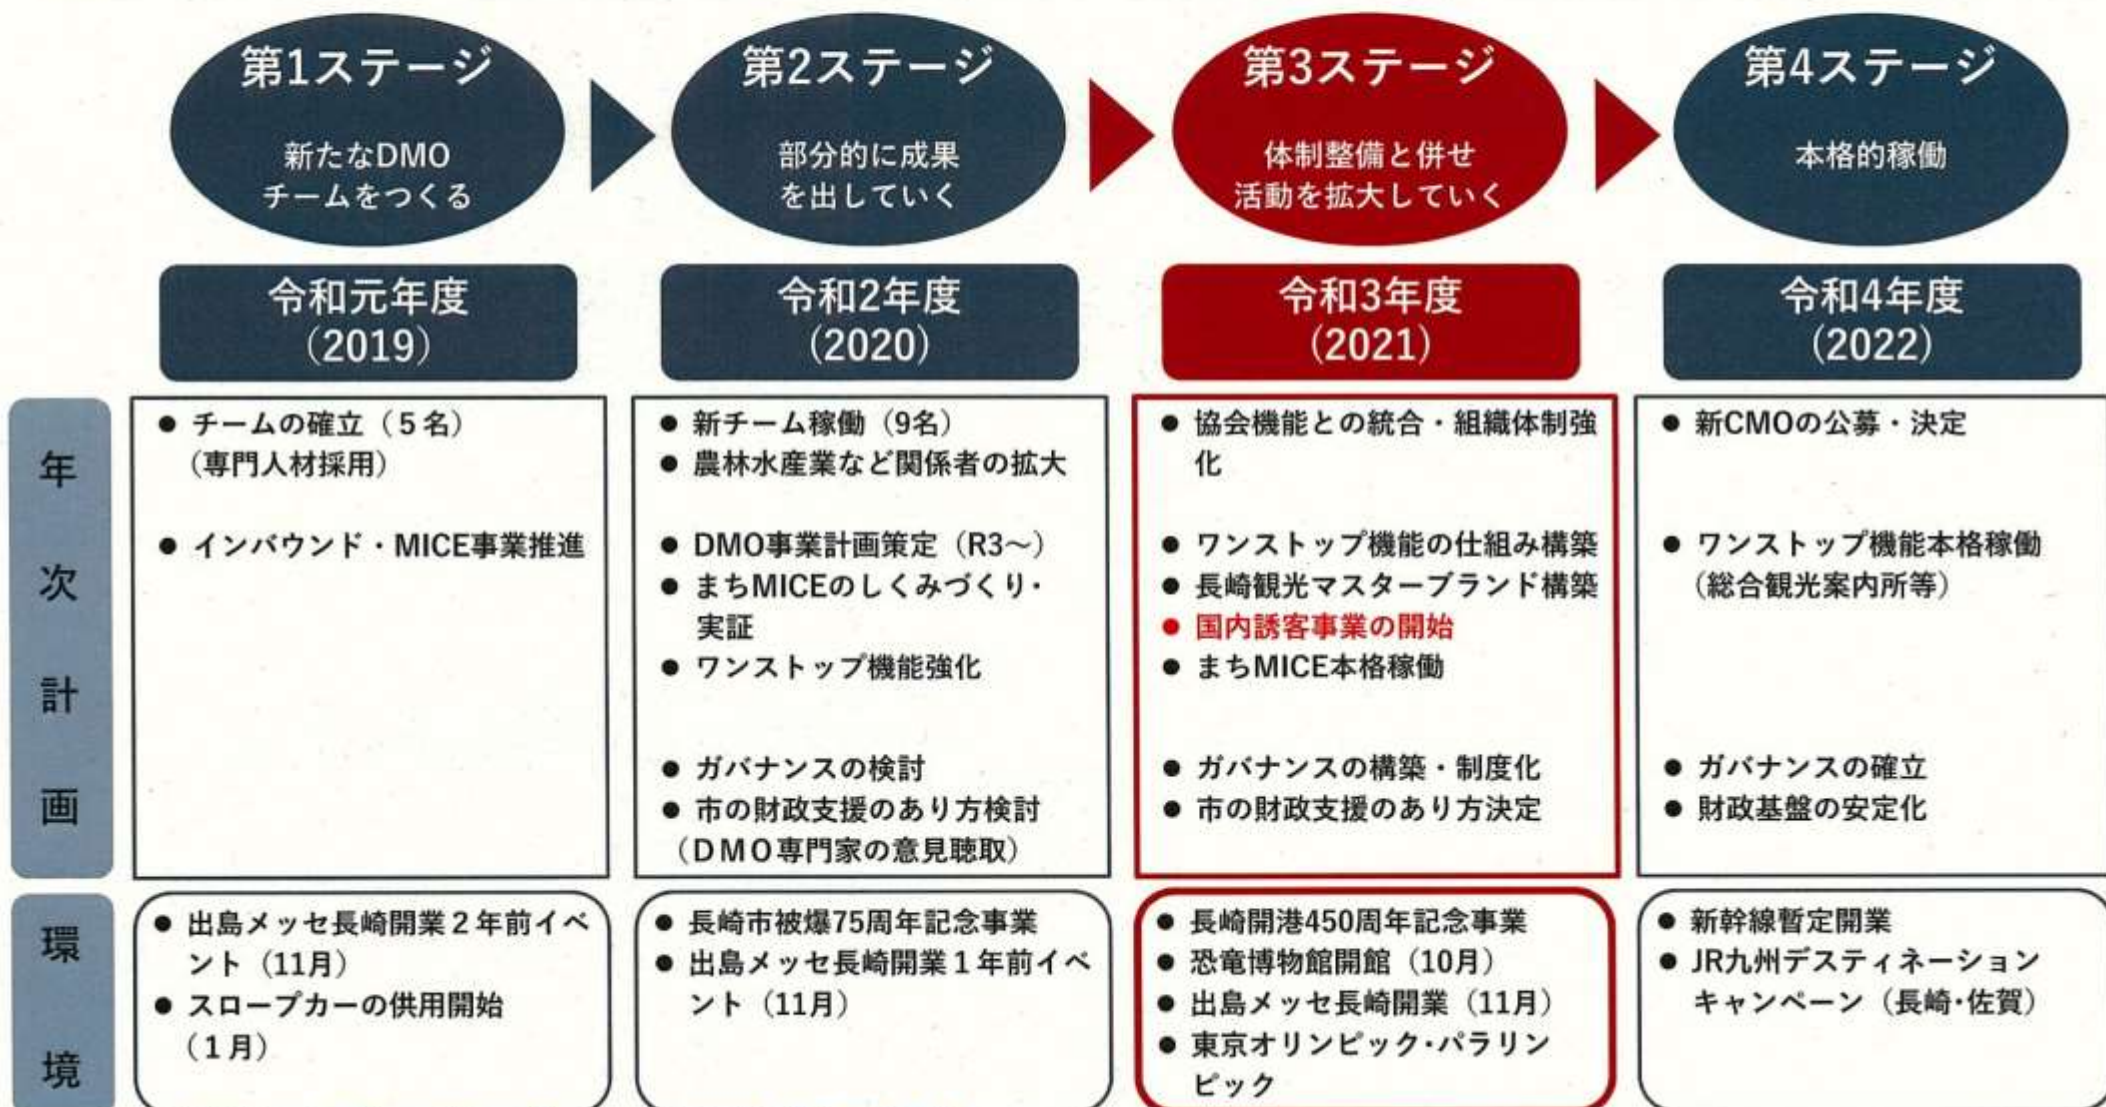 第1ステージ
新たなDMO
チームをつくる
第2ステージ
部分的に成果
を出していく
第3ステージ
体制整備と併せ
活動を拡大していく
第4ステージ
本格的稼働
令和元年度
(2019)
令和2年度
(2020)
令和3年度
(2021)
令和4年度
(2022)
年次計画
● チームの確立(5名)
(専門人材採用)
● インバウンド・MICE事業推進
● 新チーム稼働(9名)
● 農林水産業など関係者の拡大
● DMO事業計画策定(R3~)
● まちMICEのしくみづくり・
実証
● ワンストップ機能強化
● ガバナンスの検討
● 市の財政支援のあり方検討
(DMO専門家の意見聴取)
● 協会機能との統合・組織体制強
化
● ワンストップ機能の仕組み構築
● 長崎観光マスターブランド構築
● 国内誘客事業の開始
● まちMICE本格稼働
● ガバナンスの構築・制度化
● 市の財政支援のあり方決定
● 新CMOの公募・決定
● ワンストップ機能本格稼働
(総合観光案内所等)
● ガバナンスの確立
● 財政基盤の安定化
環境
● 出島メッセ長崎開業2年前イベ
ント(11月)
● スロープカーの供用開始
(1月)
● 長崎市被爆75周年記念事業
● 出島メッセ長崎開業1年前イベ
ント(11月)
● 長崎開港450周年記念事業
● 恐竜博物館開館(10月)
● 出島メッセ長崎開業(11月)
● 東京オリンピック・パラリン
ピック
● 新幹線暫定開業
● JR九州デスティネーション
キャンペーン(長崎・佐賀)